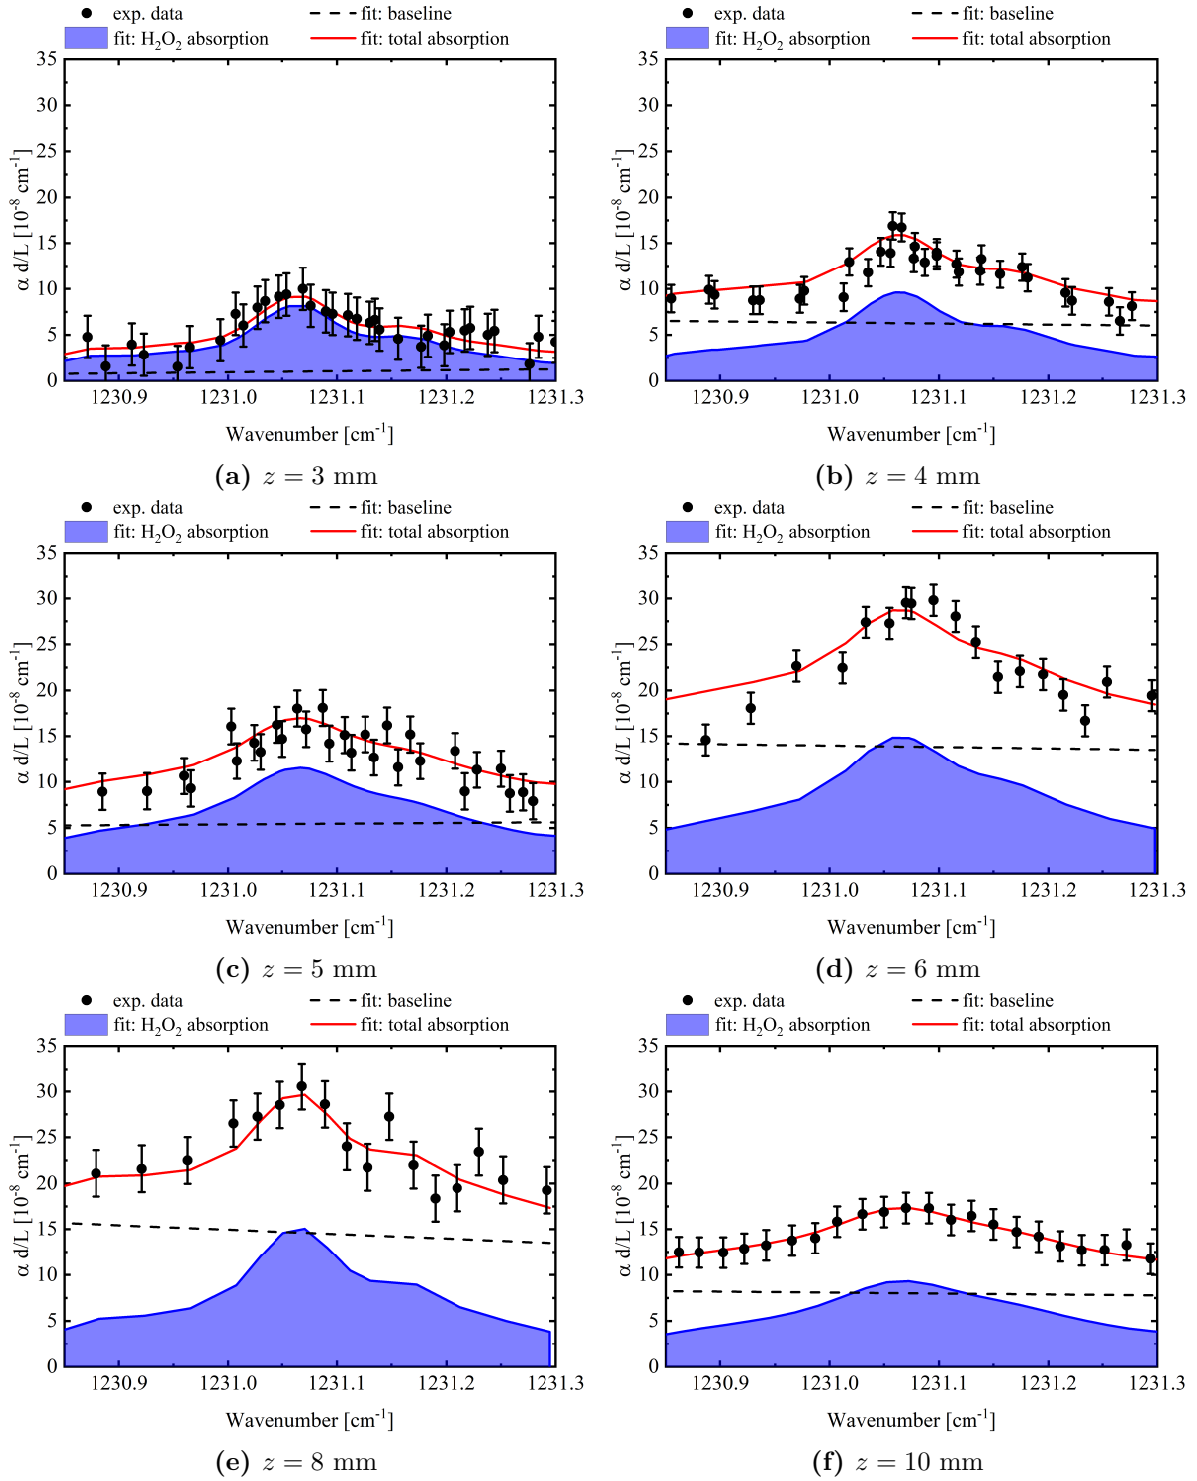 exp. data
fit: baseline
fit: H₂O₂ absorption
fit: total absorption
35
30
25
20
15
10
5
0
α d/L [10⁻⁸ cm⁻¹]
1230.9 1231.0 1231.1 1231.2 1231.3
Wavenumber [cm⁻¹]
(a) z = 3 mm
exp. data
fit: baseline
fit: H₂O₂ absorption
fit: total absorption
35
30
25
20
15
10
5
0
α d/L [10⁻⁸ cm⁻¹]
1230.9 1231.0 1231.1 1231.2 1231.3
Wavenumber [cm⁻¹]
(b) z = 4 mm
exp. data
fit: baseline
fit: H₂O₂ absorption
fit: total absorption
35
30
25
20
15
10
5
0
α d/L [10⁻⁸ cm⁻¹]
1230.9 1231.0 1231.1 1231.2 1231.3
Wavenumber [cm⁻¹]
(c) z = 5 mm
exp. data
fit: baseline
fit: H₂O₂ absorption
fit: total absorption
35
30
25
20
15
10
5
0
α d/L [10⁻⁸ cm⁻¹]
1230.9 1231.0 1231.1 1231.2 1231.3
Wavenumber [cm⁻¹]
(d) z = 6 mm
exp. data
fit: baseline
fit: H₂O₂ absorption
fit: total absorption
35
30
25
20
15
10
5
0
α d/L [10⁻⁸ cm⁻¹]
1230.9 1231.0 1231.1 1231.2 1231.3
Wavenumber [cm⁻¹]
(e) z = 8 mm
exp. data
fit: baseline
fit: H₂O₂ absorption
fit: total absorption
35
30
25
20
15
10
5
0
α d/L [10⁻⁸ cm⁻¹]
1230.9 1231.0 1231.1 1231.2 1231.3
Wavenumber [cm⁻¹]
(f) z = 10 mm